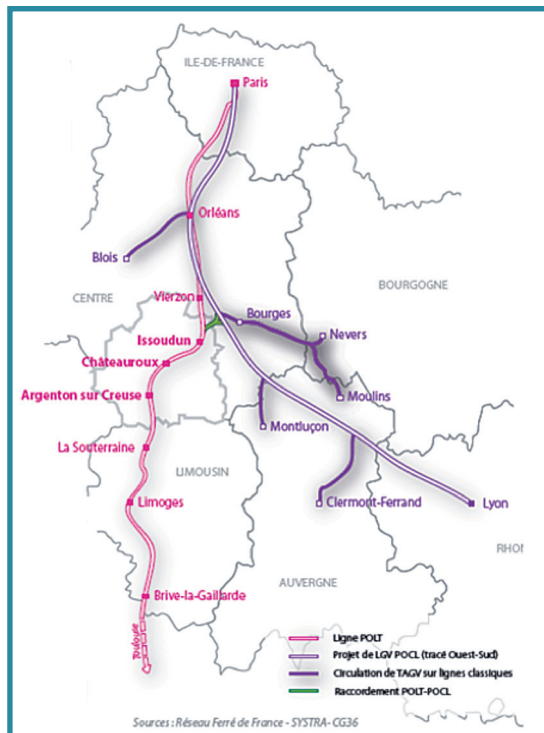 ILE-DE-FRANCE
Paris
Orléans
Blois
BOURGOGNE
CENTRE
Vierzon
Bourges
Nevers
Issoudun
Châteauroux
Argenton sur Creuse
Moulins
Montluçon
La Souterraine
LIMOUSIN
Limoges
Clermont-Ferrand
Lyon
RHON
AUVERGNE
Brive-la-Gaillarde
Toulouse
Ligne POLT
Projet de LGV POCL (tracé Ouest-Sud)
Circulation de TAGV sur lignes classiques
Raccordement POLT-POCL
Sources : Réseau Ferré de France - SYSTRA- CG36